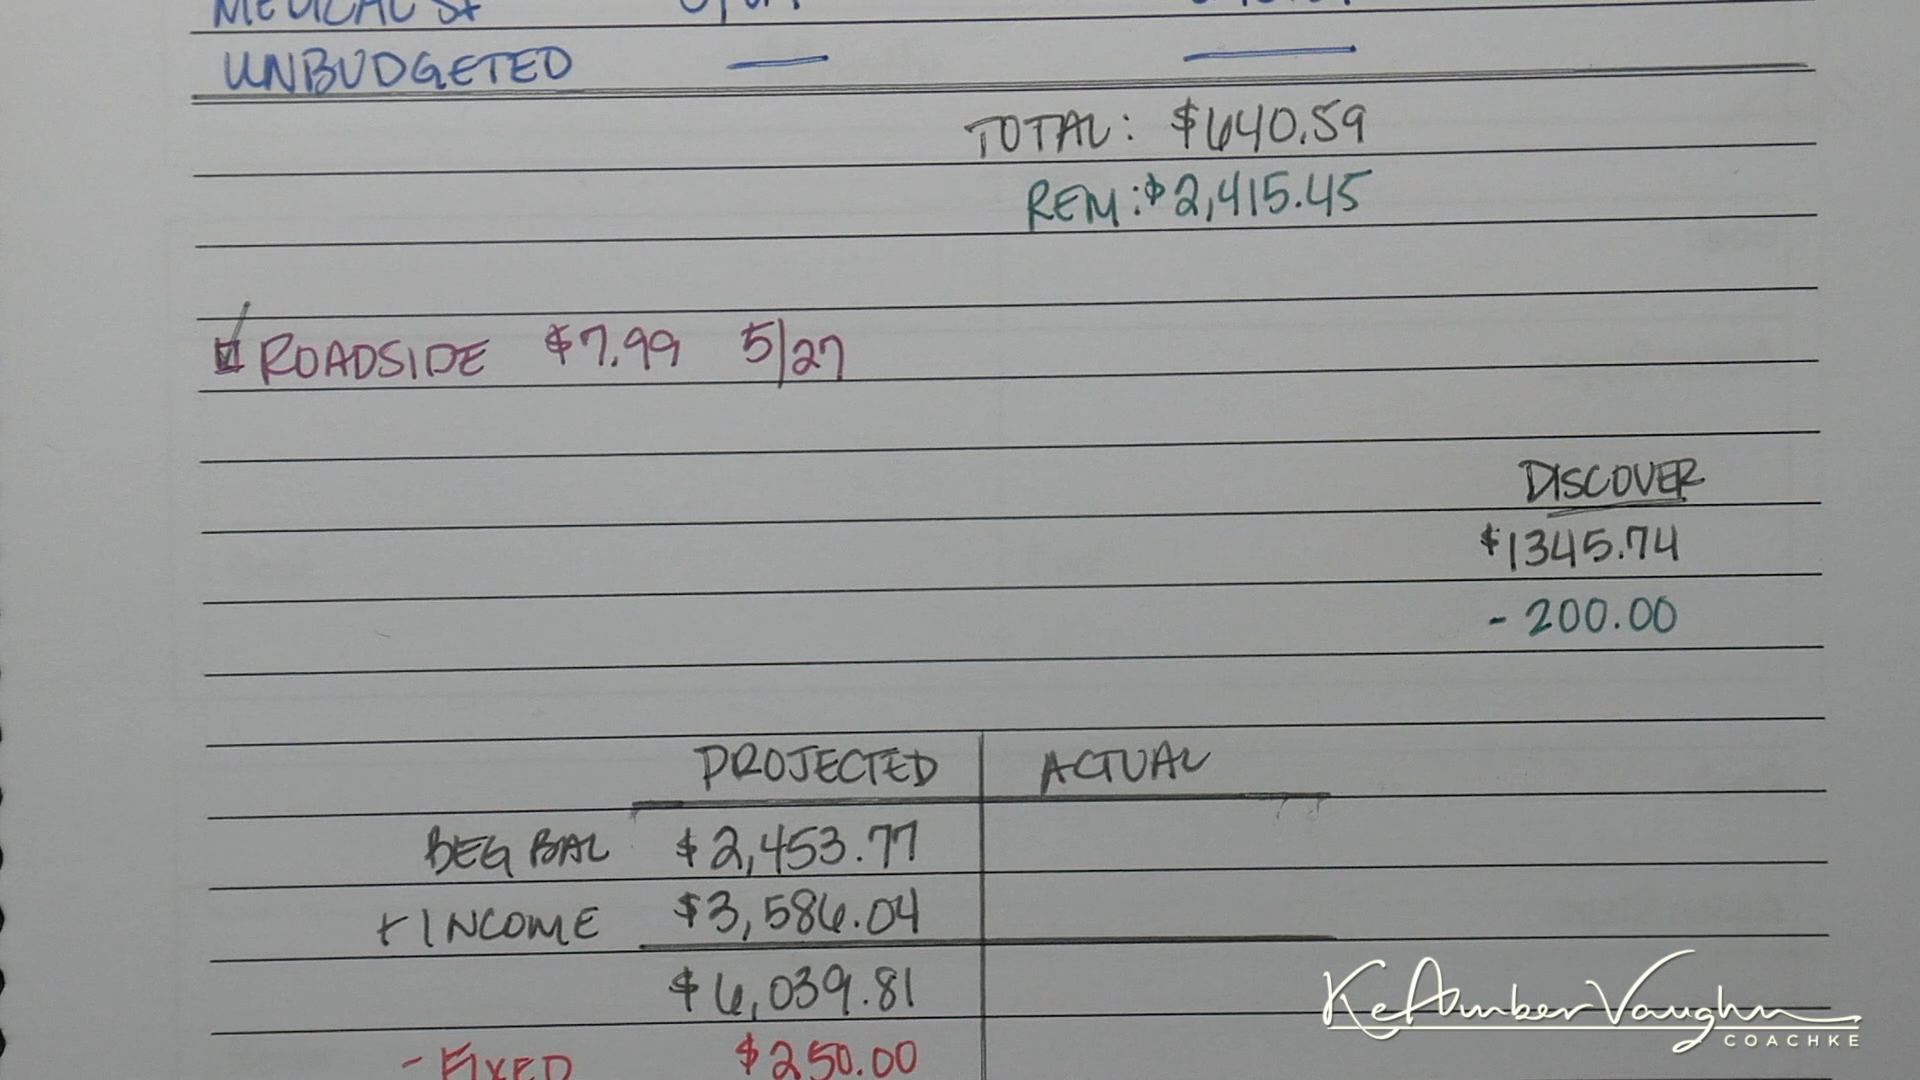 MEDICAL ST
UNBUDGETED — —
TOTAL: $640.59
REM: $2,415.45
ROADSIDE $7.99 5/27
DISCOVER
$1345.74
- 200.00
PROJECTED ACTUAL
BEG BAL $2,453.77
+ INCOME $3,586.04
$6,039.81
- FIXED $250.00
KeAmber Vaughn
COACHKE